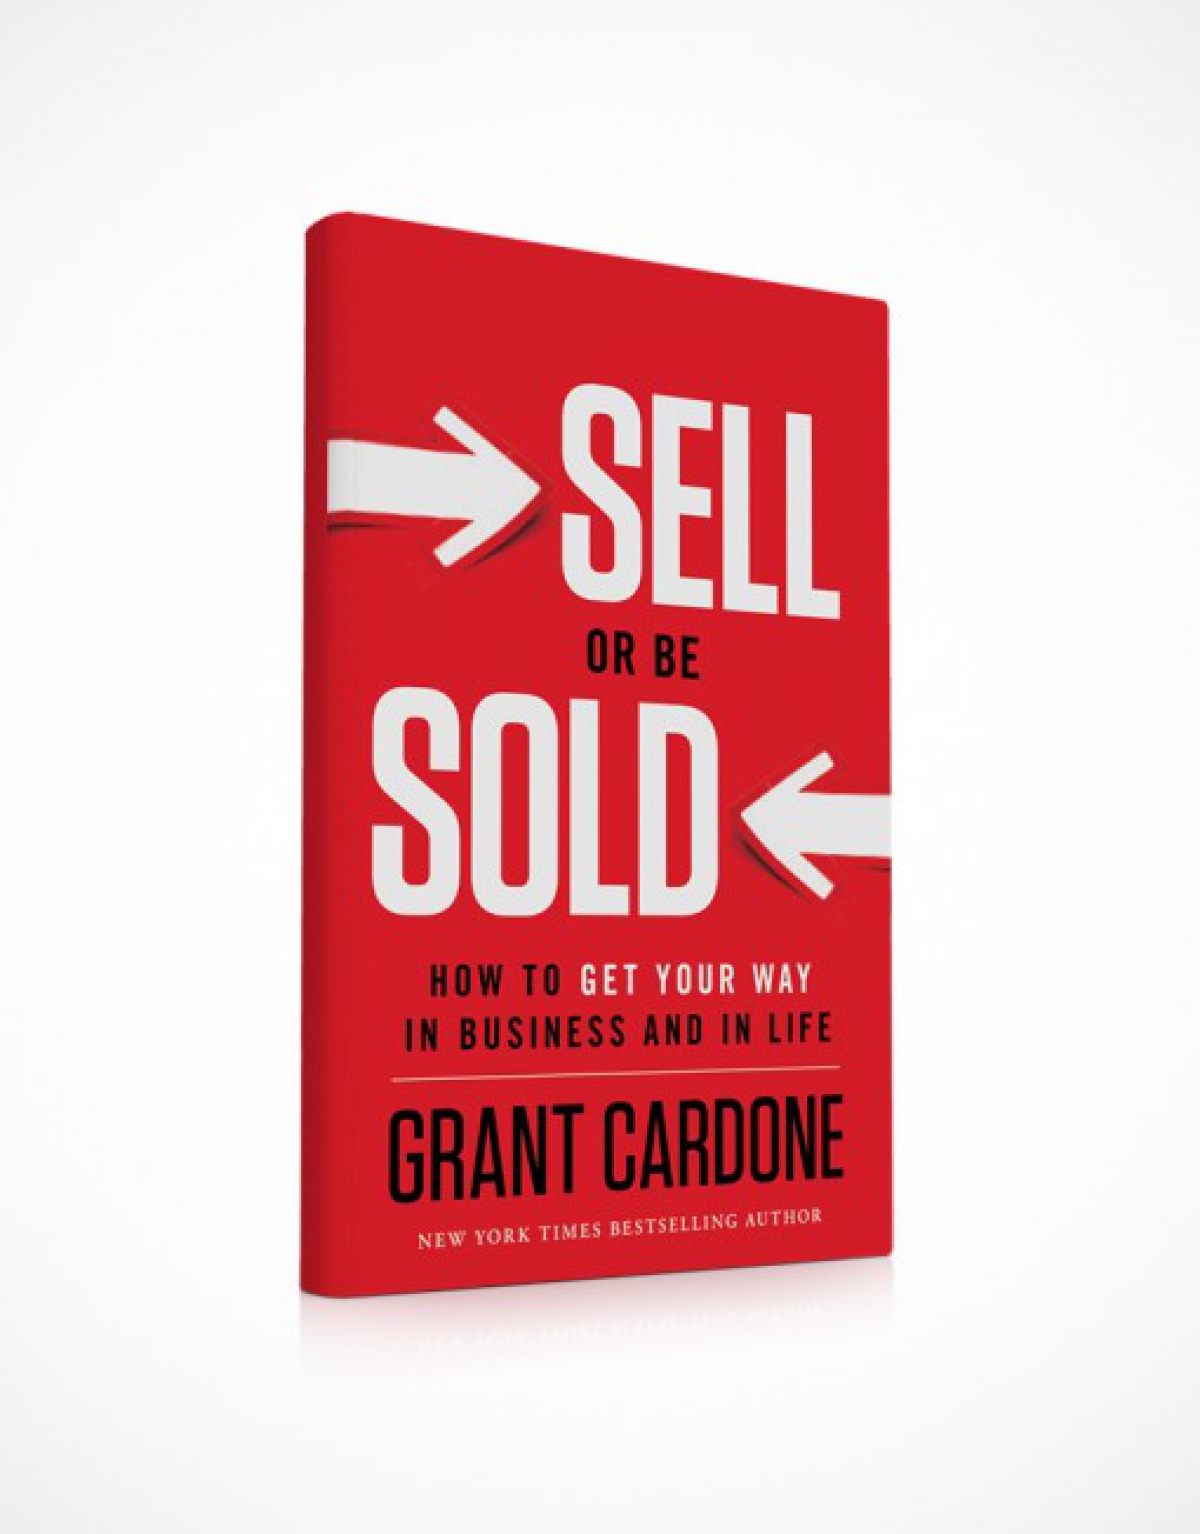 SELL
OR BE
SOLD
HOW TO GET YOUR WAY
IN BUSINESS AND IN LIFE
GRANT CARDONE
NEW YORK TIMES BESTSELLING AUTHOR